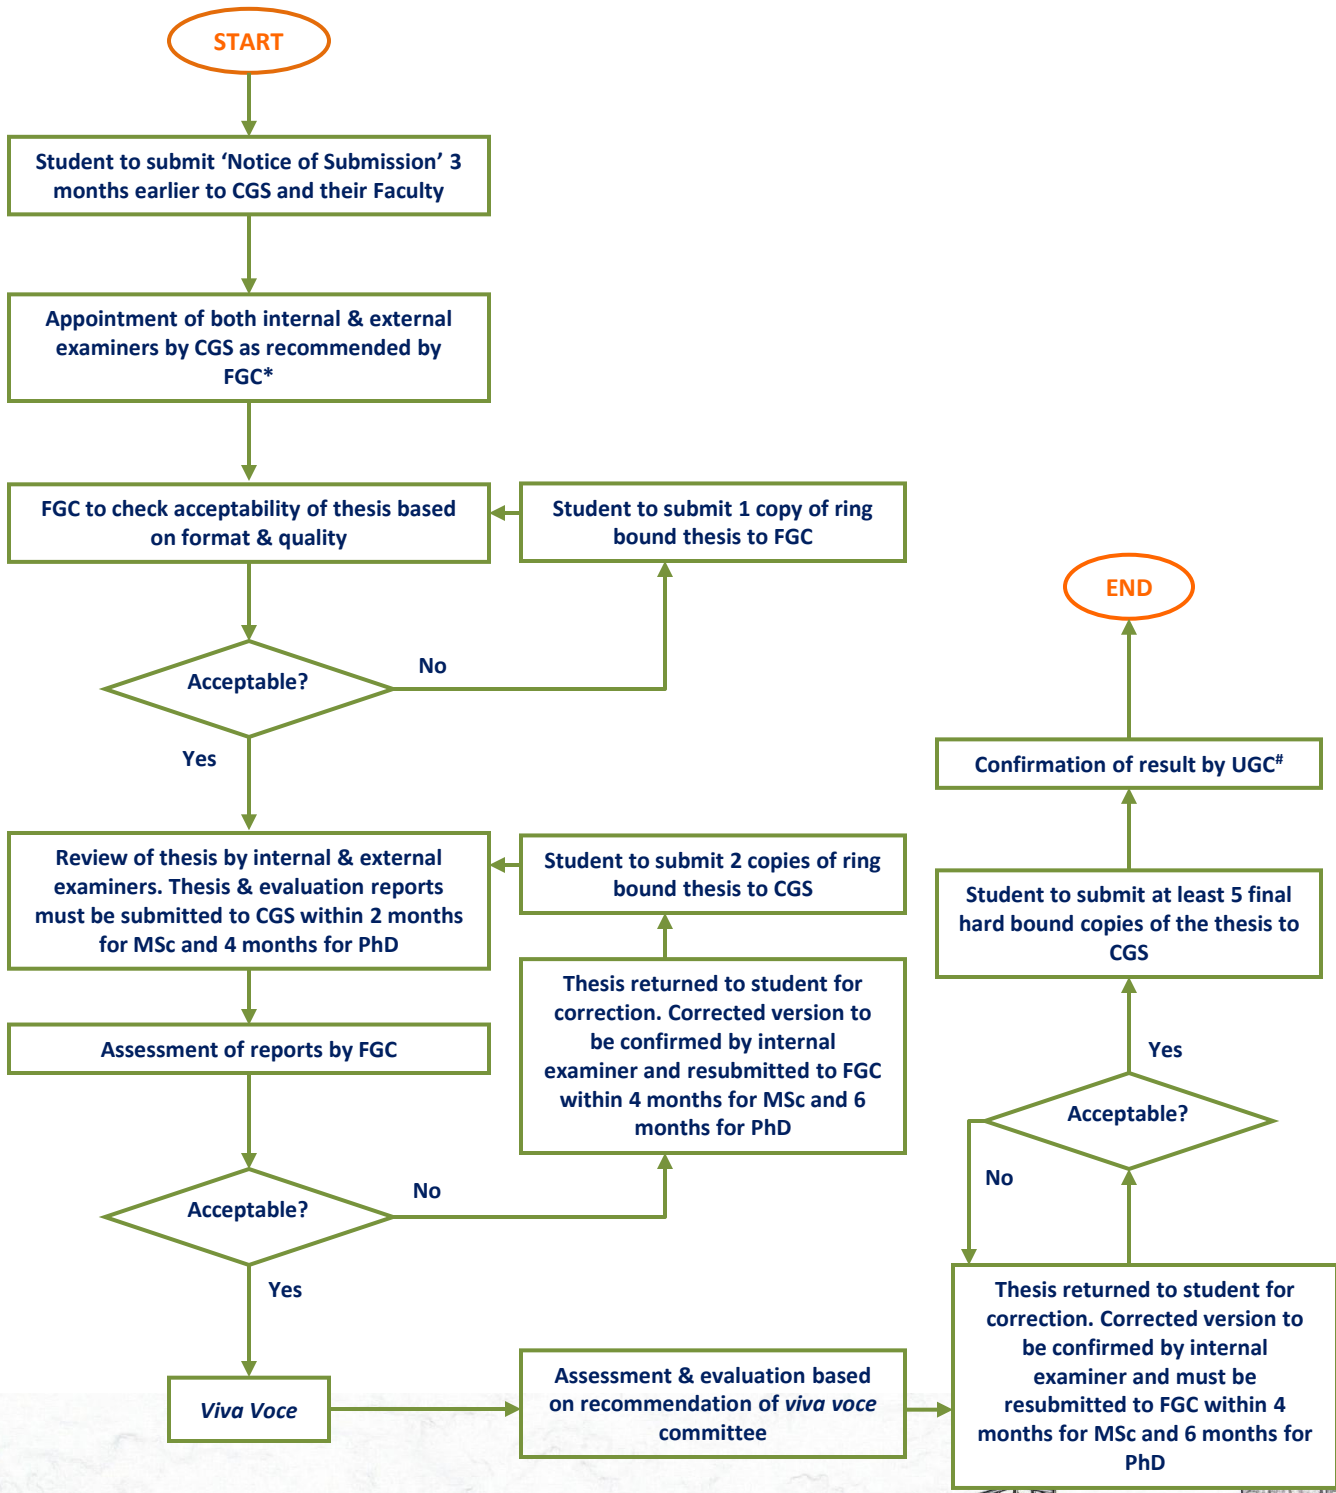 START
Student to submit ‘Notice of Submission’ 3
months earlier to CGS and their Faculty
Appointment of both internal & external
examiners by CGS as recommended by
FGC*
FGC to check acceptability of thesis based
on format & quality
Student to submit 1 copy of ring
bound thesis to FGC
Acceptable?
No
Yes
Review of thesis by internal & external
examiners. Thesis & evaluation reports
must be submitted to CGS within 2 months
for MSc and 4 months for PhD
Student to submit 2 copies of ring
bound thesis to CGS
Thesis returned to student for
correction. Corrected version to
be confirmed by internal
examiner and resubmitted to FGC
within 4 months for MSc and 6
months for PhD
Assessment of reports by FGC
Acceptable?
No
Yes
Viva Voce
Assessment & evaluation based
on recommendation of viva voce
committee
Thesis returned to student for
correction. Corrected version to
be confirmed by internal
examiner and must be
resubmitted to FGC within 4
months for MSc and 6 months for
PhD
No
Acceptable?
Yes
Student to submit at least 5 final
hard bound copies of the thesis to
CGS
Confirmation of result by UGC#
END